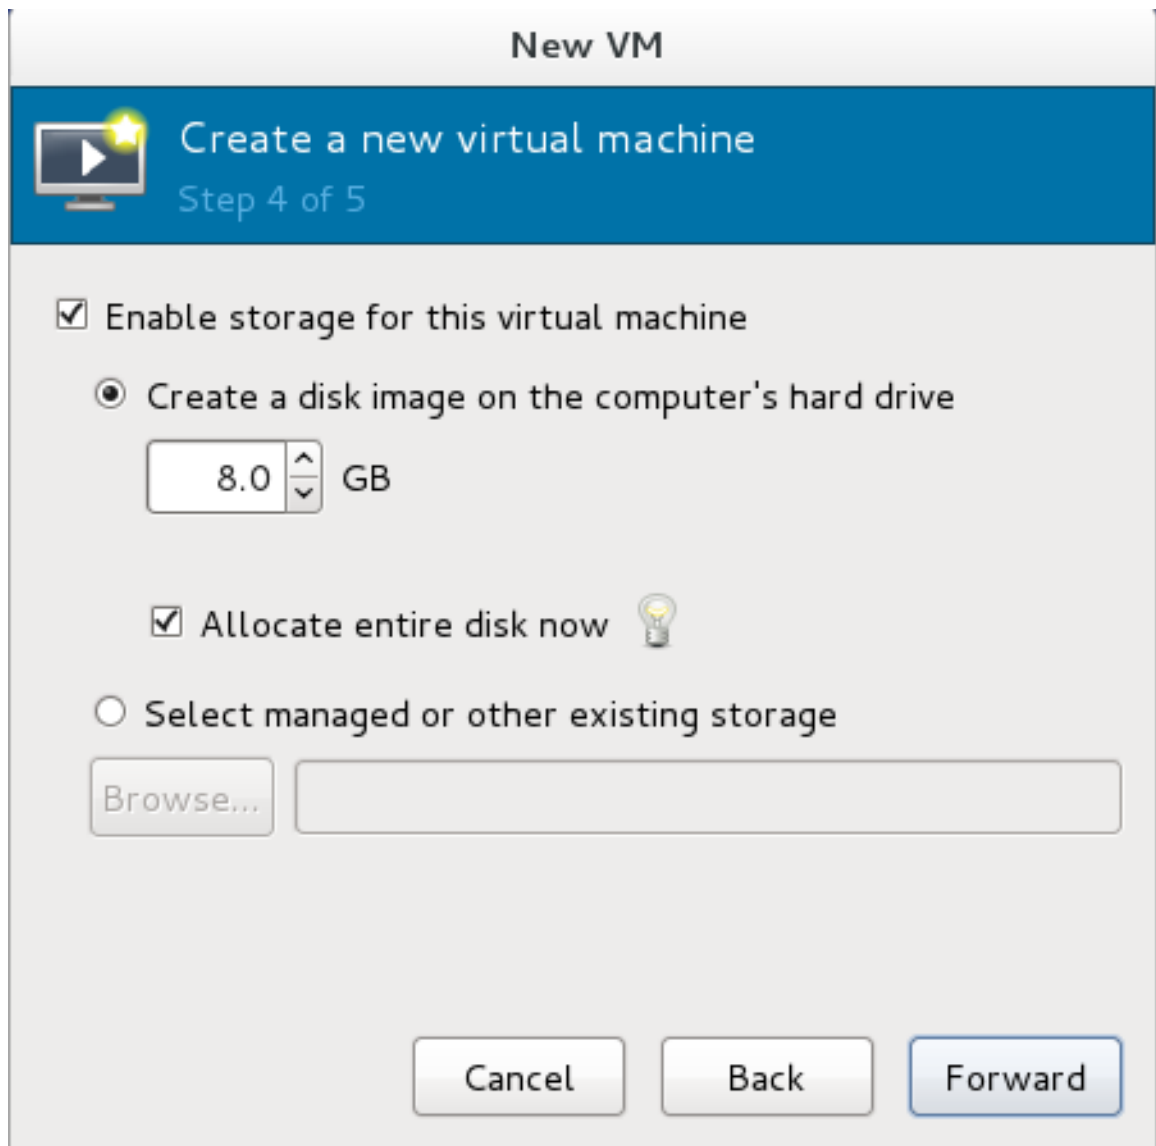 New VM
Create a new virtual machine
Step 4 of 5
Enable storage for this virtual machine
Create a disk image on the computer's hard drive
8.0 GB
Allocate entire disk now
Select managed or other existing storage
Browse...
Cancel Back Forward